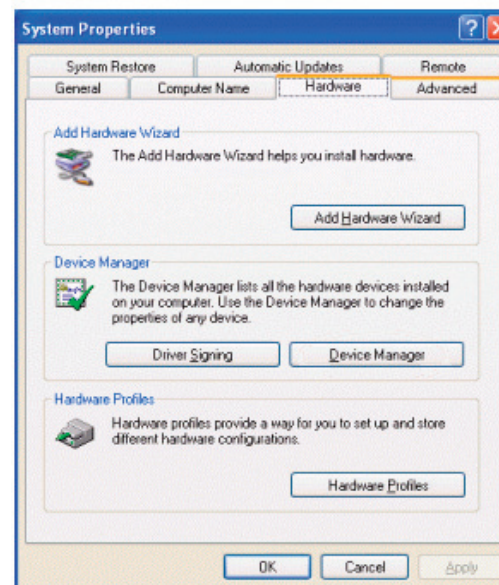 System Properties
System Restore Automatic Updates Remote
General Computer Name Hardware Advanced
Add Hardware Wizard
The Add Hardware Wizard helps you install hardware.
Add Hardware Wizard
Device Manager
The Device Manager lists all the hardware devices installed
on your computer. Use the Device Manager to change the
properties of any device.
Driver Signing Device Manager
Hardware Profiles
Hardware profiles provide a way for you to set up and store
different hardware configurations.
Hardware Profiles
OK Cancel Apply